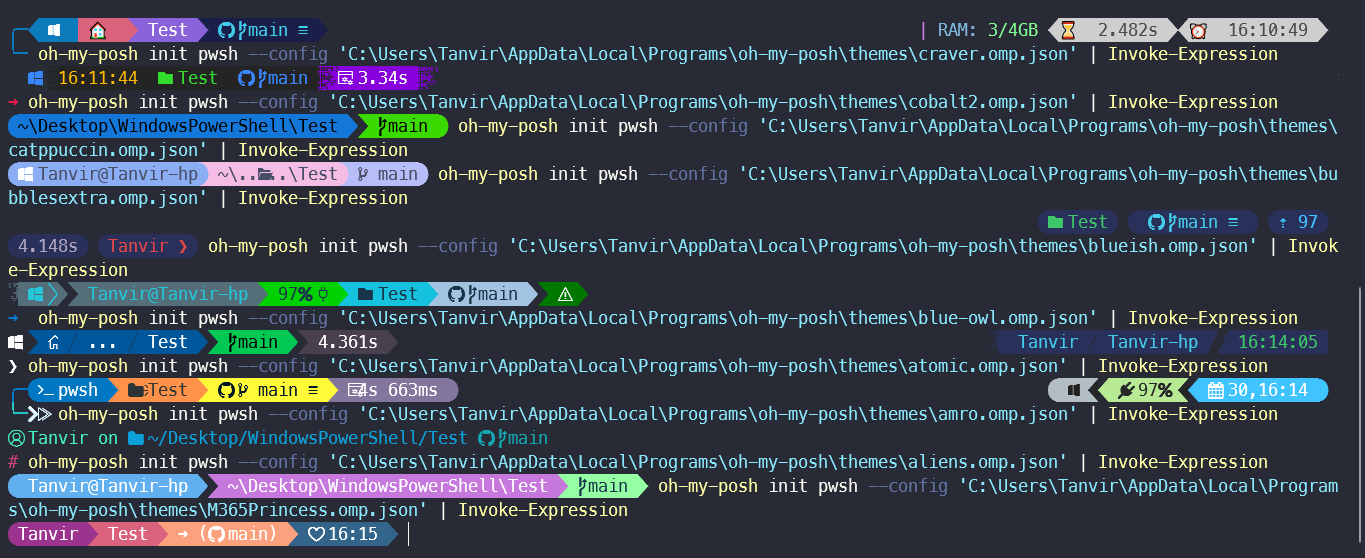 Test main ≡ | RAM: 3/4GB 2.482s 16:10:49
oh-my-posh init pwsh --config 'C:\Users\Tanvir\AppData\Local\Programs\oh-my-posh\themes\craver.omp.json' | Invoke-Expression
16:11:44 Test main 3.34s
→ oh-my-posh init pwsh --config 'C:\Users\Tanvir\AppData\Local\Programs\oh-my-posh\themes\cobalt2.omp.json' | Invoke-Expression
~\Desktop\WindowsPowerShell\Test main oh-my-posh init pwsh --config 'C:\Users\Tanvir\AppData\Local\Programs\oh-my-posh\themes\
catppuccin.omp.json' | Invoke-Expression
Tanvir@Tanvir-hp ~\....\Test main oh-my-posh init pwsh --config 'C:\Users\Tanvir\AppData\Local\Programs\oh-my-posh\themes\bu
bblesextra.omp.json' | Invoke-Expression
Test main ≡ ↑ 97
4.148s Tanvir ❯ oh-my-posh init pwsh --config 'C:\Users\Tanvir\AppData\Local\Programs\oh-my-posh\themes\blueish.omp.json' | Invok
e-Expression
Tanvir@Tanvir-hp 97% Test main
→ oh-my-posh init pwsh --config 'C:\Users\Tanvir\AppData\Local\Programs\oh-my-posh\themes\blue-owl.omp.json' | Invoke-Expression
... Test main 4.361s Tanvir Tanvir-hp 16:14:05
❯ oh-my-posh init pwsh --config 'C:\Users\Tanvir\AppData\Local\Programs\oh-my-posh\themes\atomic.omp.json' | Invoke-Expression
pwsh Test main ≡ 4s 663ms 97% 30,16:14
oh-my-posh init pwsh --config 'C:\Users\Tanvir\AppData\Local\Programs\oh-my-posh\themes\amro.omp.json' | Invoke-Expression
Tanvir on ~/Desktop/WindowsPowerShell/Test main
# oh-my-posh init pwsh --config 'C:\Users\Tanvir\AppData\Local\Programs\oh-my-posh\themes\aliens.omp.json' | Invoke-Expression
Tanvir@Tanvir-hp ~\Desktop\WindowsPowerShell\Test main oh-my-posh init pwsh --config 'C:\Users\Tanvir\AppData\Local\Program
s\oh-my-posh\themes\M365Princess.omp.json' | Invoke-Expression
Tanvir Test → (main) 16:15